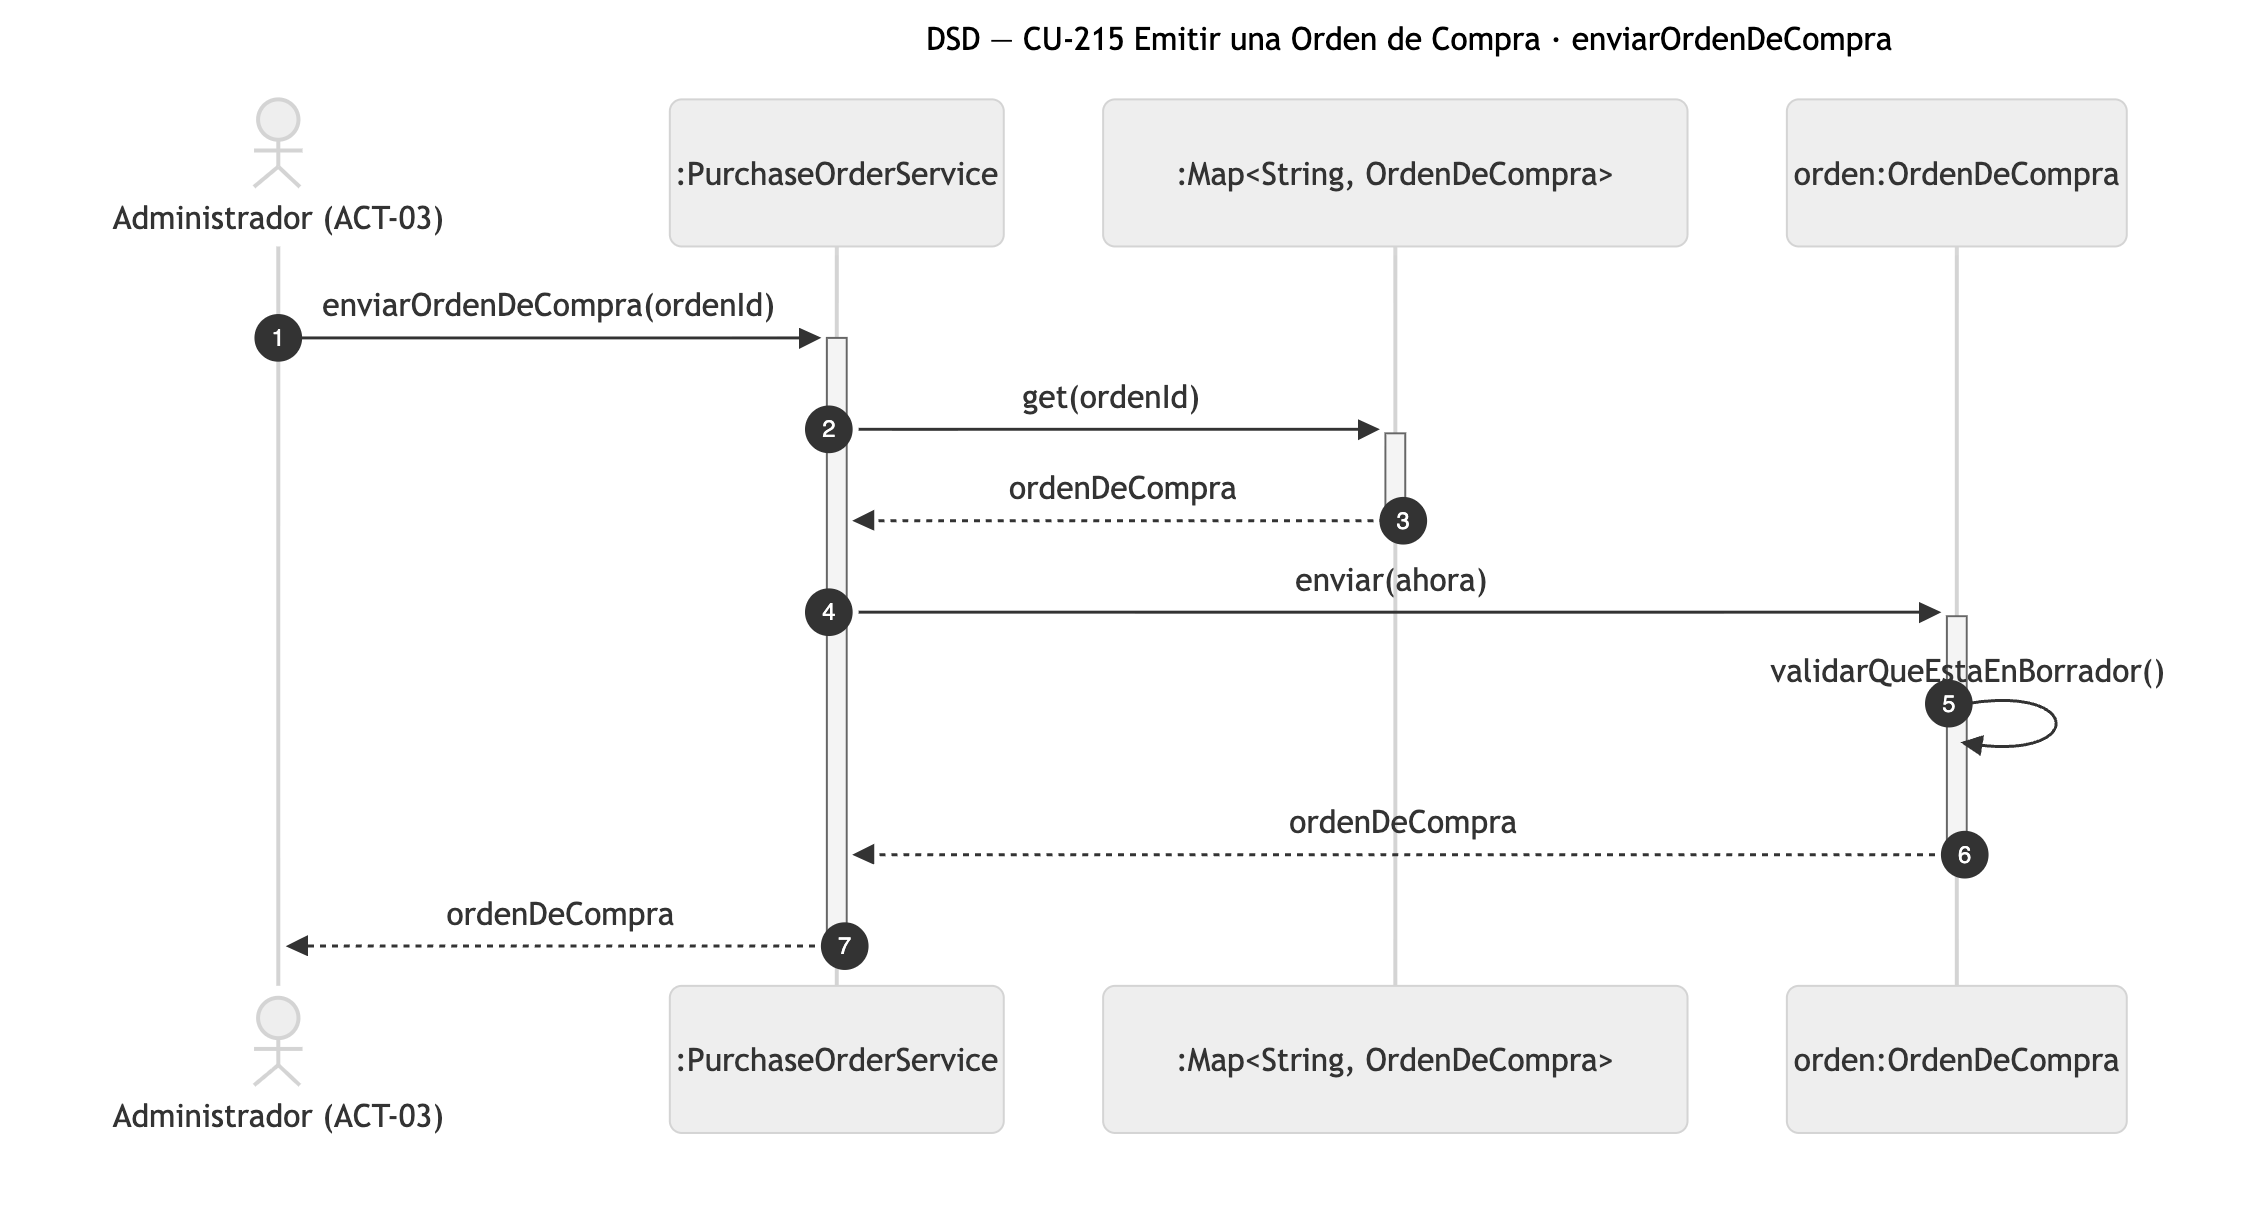 DSD — CU-215 Emitir una Orden de Compra · enviarOrdenDeCompra
Administrador (ACT-03)
:PurchaseOrderService
:Map<String, OrdenDeCompra>
orden:OrdenDeCompra
enviarOrdenDeCompra(ordenId)
1
get(ordenId)
2
ordenDeCompra
3
enviar(ahora)
4
validarQueEstaEnBorrador()
5
ordenDeCompra
6
ordenDeCompra
7
Administrador (ACT-03)
:PurchaseOrderService
:Map<String, OrdenDeCompra>
orden:OrdenDeCompra